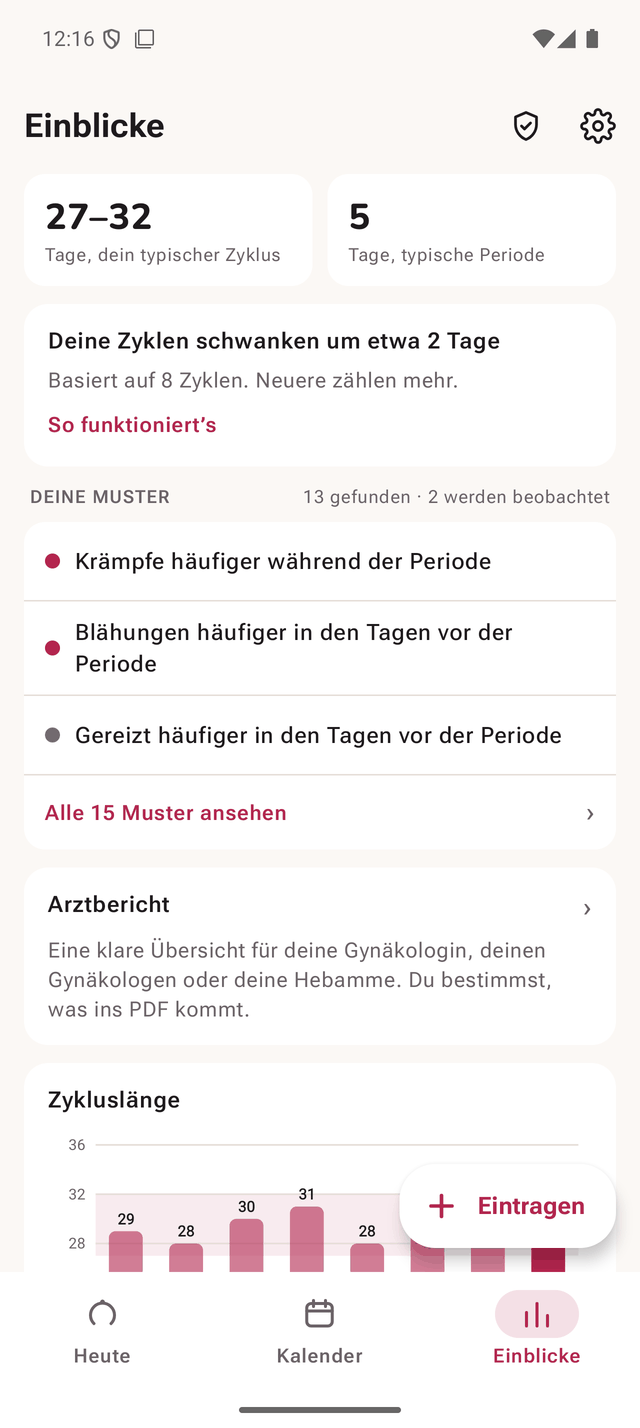 12:16
Einblicke
27–32
Tage, dein typischer Zyklus
5
Tage, typische Periode
Deine Zyklen schwanken um etwa 2 Tage
Basiert auf 8 Zyklen. Neuere zählen mehr.
So funktioniert’s
DEINE MUSTER
13 gefunden · 2 werden beobachtet
Krämpfe häufiger während der Periode
Blähungen häufiger in den Tagen vor der
Periode
Gereizt häufiger in den Tagen vor der Periode
Alle 15 Muster ansehen
Arztbericht
Eine klare Übersicht für deine Gynäkologin, deinen
Gynäkologen oder deine Hebamme. Du bestimmst,
was ins PDF kommt.
Zykluslänge
36
32
28
29
28
30
31
28
Eintragen
Heute
Kalender
Einblicke